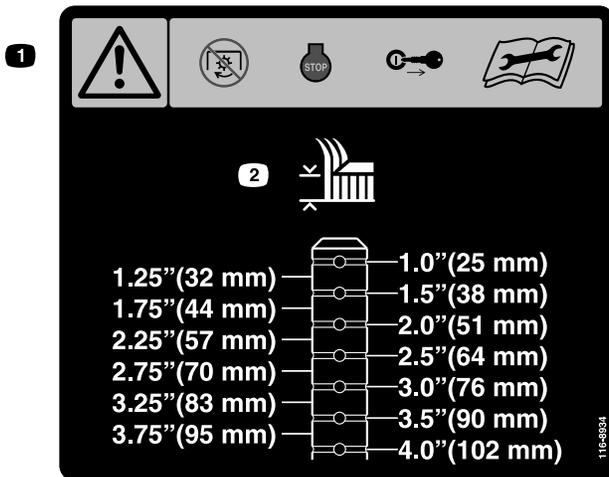 1
STOP
2
1.0”(25 mm)
1.25”(32 mm)
1.5”(38 mm)
1.75”(44 mm)
2.0”(51 mm)
2.25”(57 mm)
2.5”(64 mm)
2.75”(70 mm)
3.0”(76 mm)
3.25”(83 mm)
3.5”(90 mm)
3.75”(95 mm)
4.0”(102 mm)
116-8934